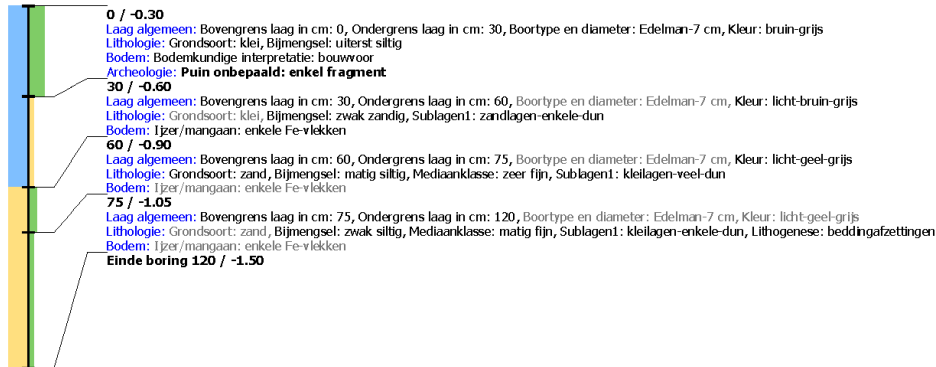 0 / -0.30
Laag algemeen: Bovengrens laag in cm: 0, Ondergrens laag in cm: 30, Boortype en diameter: Edelman-7 cm, Kleur: bruin-grijs
Lithologie: Grondsoort: klei, Bijmengsel: uiterst siltig
Bodem: Bodemkundige interpretatie: bouwvoor
Archeologie: Puin onbepaald: enkel fragment
30 / -0.60
Laag algemeen: Bovengrens laag in cm: 30, Ondergrens laag in cm: 60, Boortype en diameter: Edelman-7 cm, Kleur: licht-bruin-grijs
Lithologie: Grondsoort: klei, Bijmengsel: zwak zandig, Sublagen1: zandlagen-enkele-dun
Bodem: Ijzer/mangaan: enkele Fe-vlekken
60 / -0.90
Laag algemeen: Bovengrens laag in cm: 60, Ondergrens laag in cm: 75, Boortype en diameter: Edelman-7 cm, Kleur: licht-geel-grijs
Lithologie: Grondsoort: zand, Bijmengsel: matig siltig, Mediaanklasse: zeer fijn, Sublagen1: kleilagen-veel-dun
Bodem: Ijzer/mangaan: enkele Fe-vlekken
75 / -1.05
Laag algemeen: Bovengrens laag in cm: 75, Ondergrens laag in cm: 120, Boortype en diameter: Edelman-7 cm, Kleur: licht-geel-grijs
Lithologie: Grondsoort: zand, Bijmengsel: zwak siltig, Mediaanklasse: matig fijn, Sublagen1: kleilagen-enkele-dun, Lithogenese: beddingafzettingen
Bodem: Ijzer/mangaan: enkele Fe-vlekken
Einde boring 120 / -1.50